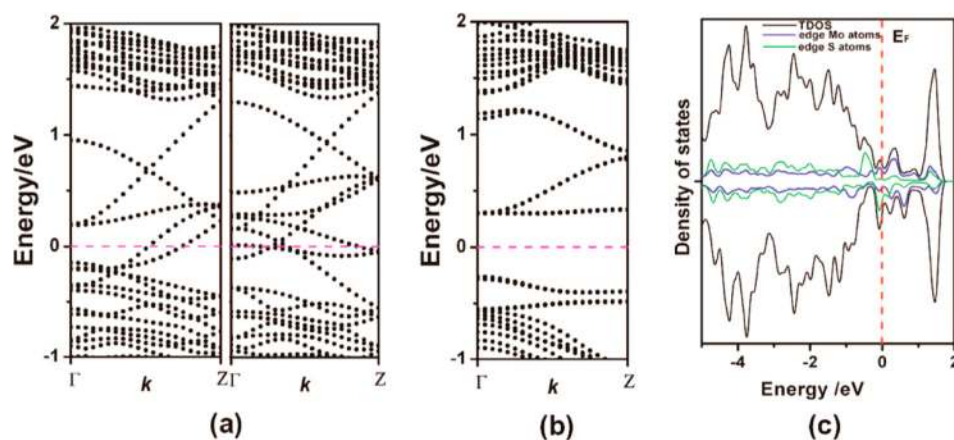 2
1
0
-1
Energy/eV
Γ
k
Z
Γ
k
Z
(a)
2
1
0
-1
Energy/eV
Γ
k
Z
(b)
TDOS
edge Mo atoms
edge S atoms
E_F
Density of states
-4
-2
0
2
Energy /eV
(c)